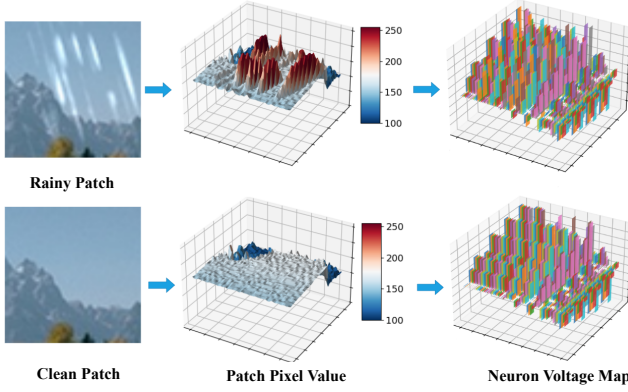 250
200
150
100
Rainy Patch
250
200
150
100
Clean Patch
Patch Pixel Value
Neuron Voltage Map